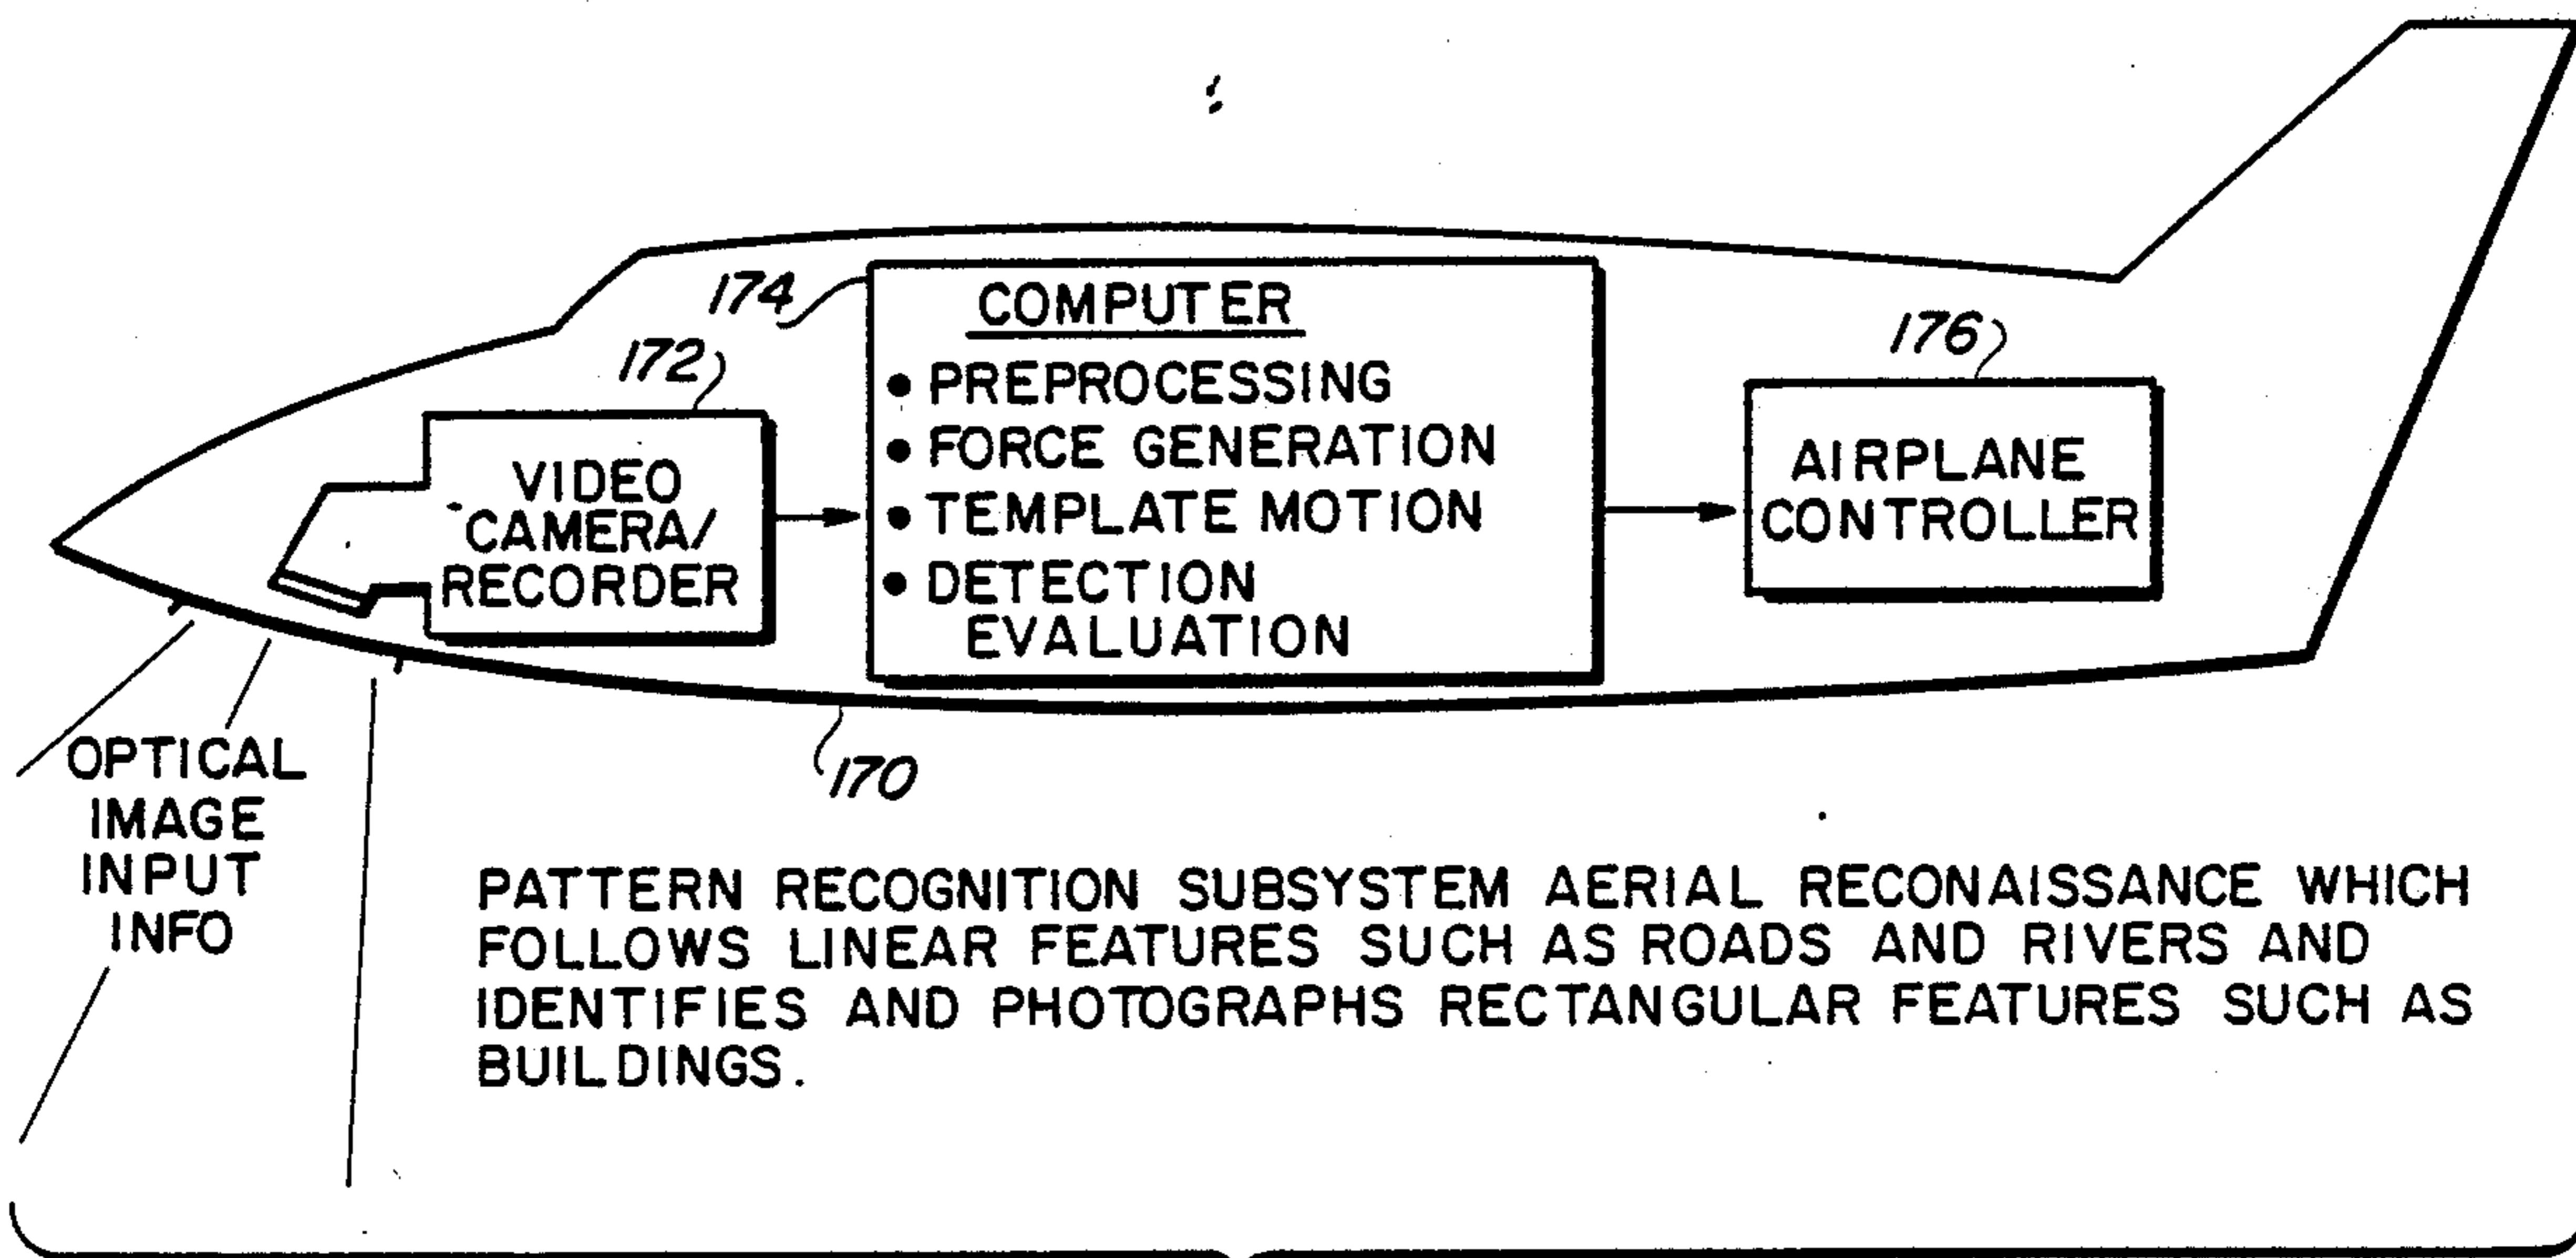 174
COMPUTER
• PREPROCESSING
• FORCE GENERATION
• TEMPLATE MOTION
• DETECTION
EVALUATION
172
VIDEO
CAMERA/
RECORDER
176
AIRPLANE
CONTROLLER
170
OPTICAL
IMAGE
INPUT
INFO
PATTERN RECOGNITION SUBSYSTEM AERIAL RECONAISSANCE WHICH
FOLLOWS LINEAR FEATURES SUCH AS ROADS AND RIVERS AND
IDENTIFIES AND PHOTOGRAPHS RECTANGULAR FEATURES SUCH AS
BUILDINGS.